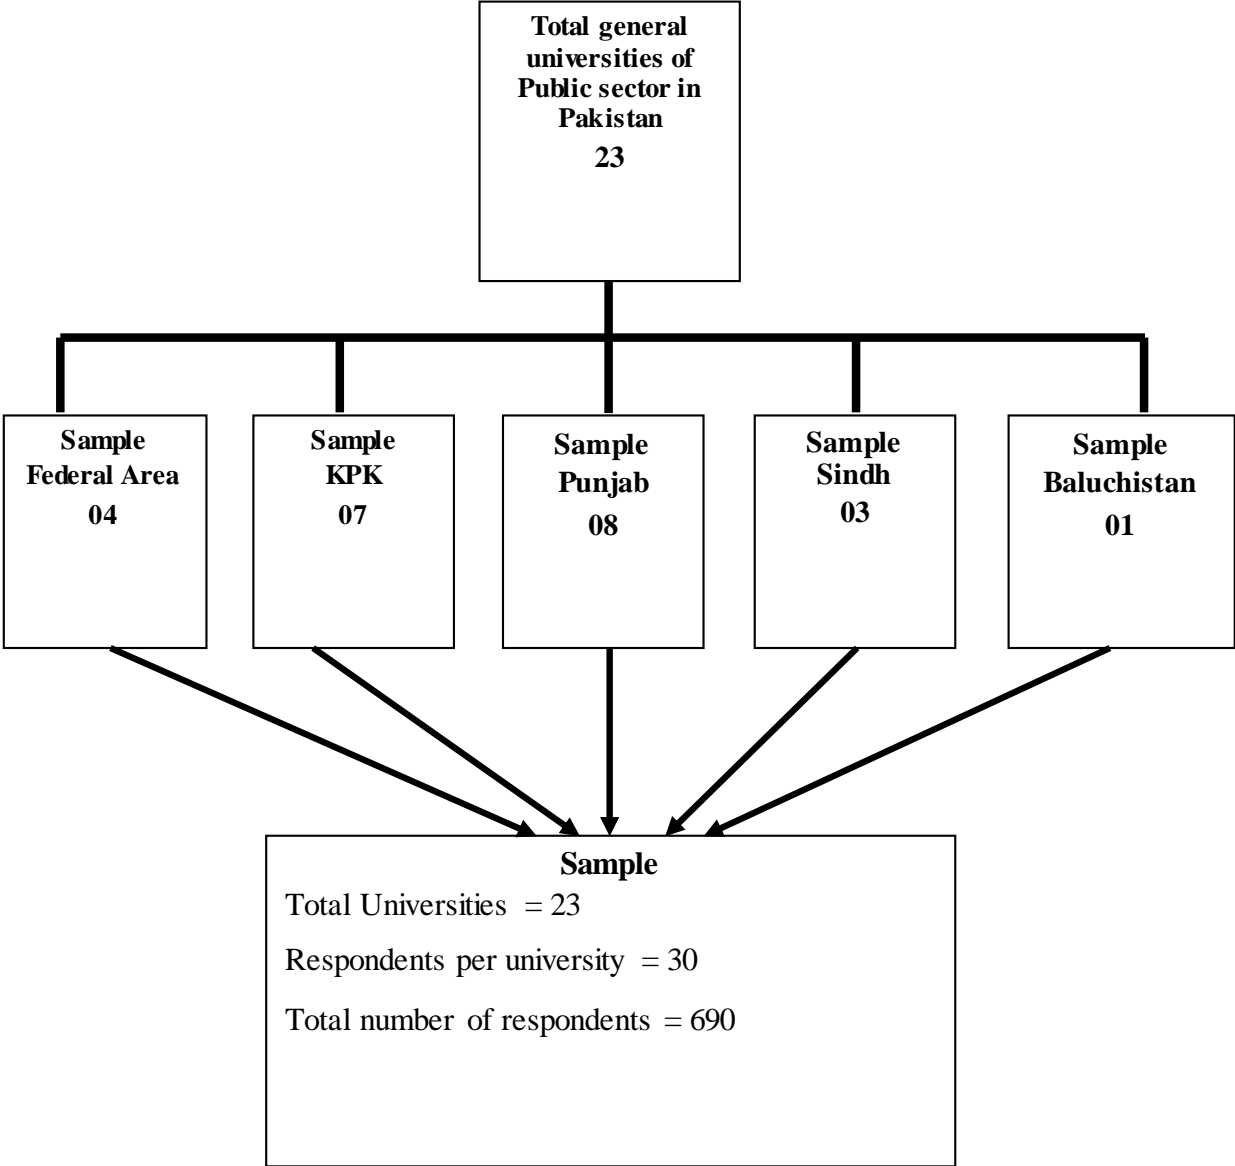 Total general
universities of
Public sector in
Pakistan
23
Sample
Federal Area
04
Sample
KPK
07
Sample
Punjab
08
Sample
Sindh
03
Sample
Baluchistan
01
Sample
Total Universities = 23
Respondents per university = 30
Total number of respondents = 690